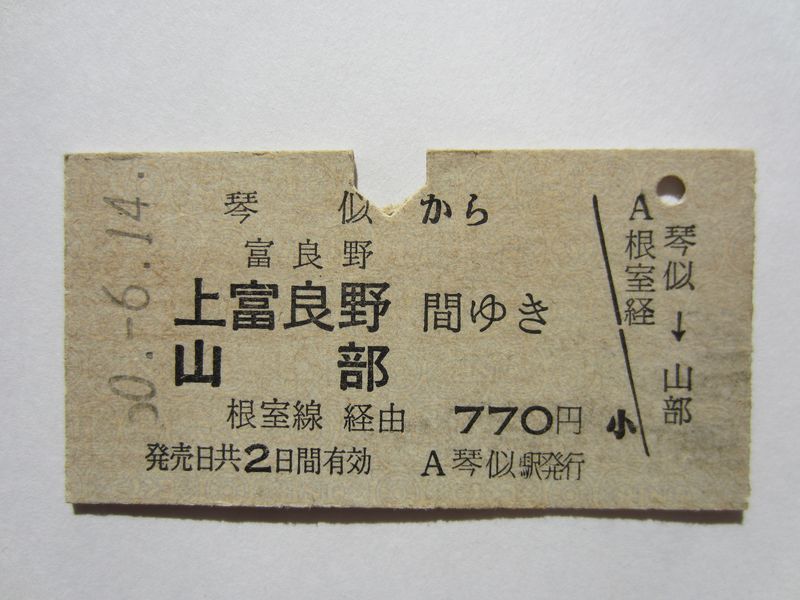 50.-6.14.
琴似から
富良野
上富良野間ゆき
山部
根室線経由 770円 小
発売日共2日間有効 A琴似駅発行
A根室経
琴似→山部